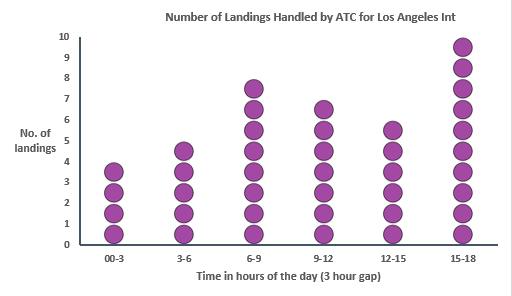 Number of Landings Handled by ATC for Los Angeles Int
10
9
8
7
6
5
4
3
2
1
0
No. of
landings
00-3 3-6 6-9 9-12 12-15 15-18
Time in hours of the day (3 hour gap)